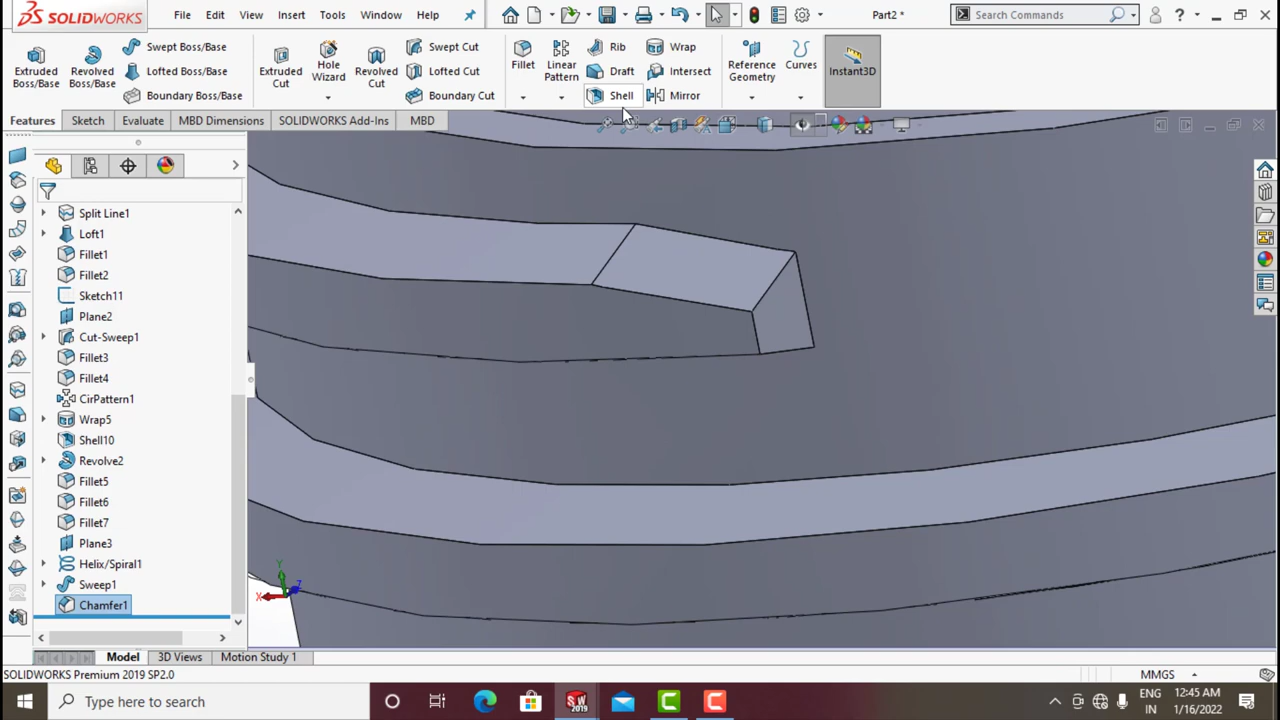 SOLIDWORKS File Edit View Insert Tools Window Help Part2 * Search Commands ?
Extruded Boss/Base
Revolved Boss/Base
Swept Boss/Base
Lofted Boss/Base
Boundary Boss/Base
Extruded Cut
Hole Wizard
Revolved Cut
Swept Cut
Lofted Cut
Boundary Cut
Fillet
Linear Pattern
Rib
Draft
Shell
Wrap
Intersect
Mirror
Reference Geometry
Curves
Instant3D
Features Sketch Evaluate MBD Dimensions SOLIDWORKS Add-Ins MBD
Split Line1
Loft1
Fillet1
Fillet2
Sketch11
Plane2
Cut-Sweep1
Fillet3
Fillet4
CirPattern1
Wrap5
Shell10
Revolve2
Fillet5
Fillet6
Fillet7
Plane3
Helix/Spiral1
Sweep1
Chamfer1
Y
X
Z
Model 3D Views Motion Study 1
SOLIDWORKS Premium 2019 SP2.0 MMGS
Type here to search
SW 2019
ENG IN
12:45 AM
1/16/2022